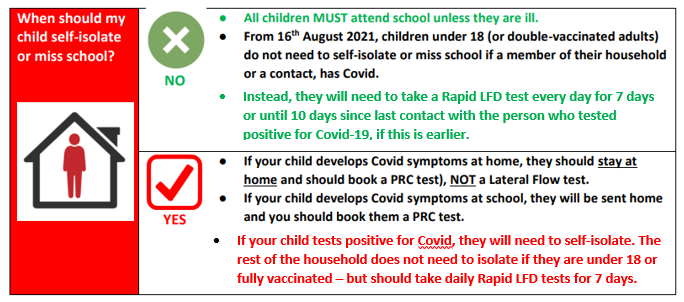 When should my
child self-isolate
or miss school?
NO
• All children MUST attend school unless they are ill.
• From 16th August 2021, children under 18 (or double-vaccinated adults)
do not need to self-isolate or miss school if a member of their household
or a contact, has Covid.
• Instead, they will need to take a Rapid LFD test every day for 7 days
or until 10 days since last contact with the person who tested
positive for Covid-19, if this is earlier.
YES
• If your child develops Covid symptoms at home, they should stay at
home and should book a PRC test), NOT a Lateral Flow test.
• If your child develops Covid symptoms at school, they will be sent home
and you should book them a PRC test.
• If your child tests positive for Covid, they will need to self-isolate. The
rest of the household does not need to isolate if they are under 18 or
fully vaccinated – but should take daily Rapid LFD tests for 7 days.